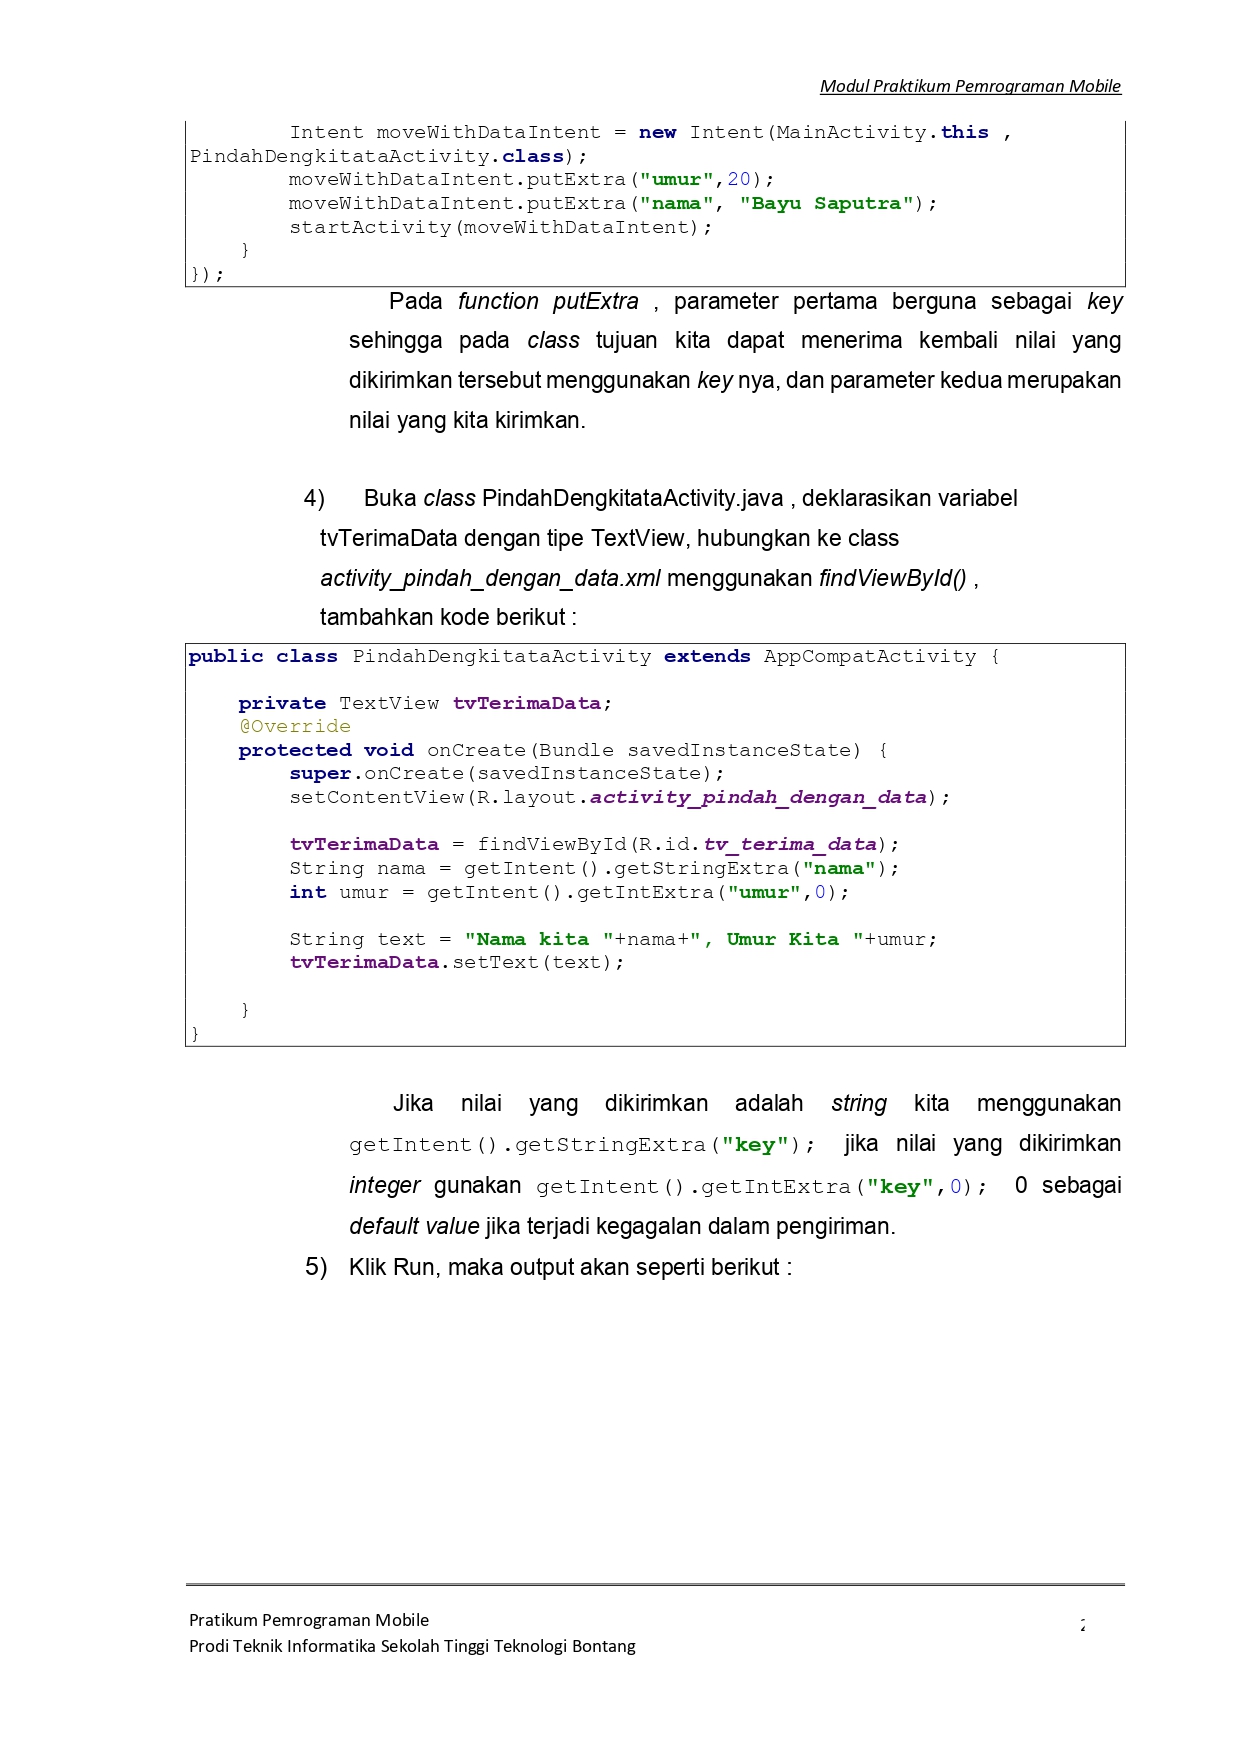 Modul Praktikum Pemrograman Mobile
Intent moveWithDataIntent = new Intent(MainActivity.this ,
PindahDengkitataActivity.class);
moveWithDataIntent.putExtra("umur",20);
moveWithDataIntent.putExtra("nama", "Bayu Saputra");
startActivity(moveWithDataIntent);
}
});
Pada function putExtra , parameter pertama berguna sebagai key
sehingga pada class tujuan kita dapat menerima kembali nilai yang
dikirimkan tersebut menggunakan key nya, dan parameter kedua merupakan
nilai yang kita kirimkan.
4) Buka class PindahDengkitataActivity.java , deklarasikan variabel
tvTerimaData dengan tipe TextView, hubungkan ke class
activity_pindah_dengan_data.xml menggunakan findViewById() ,
tambahkan kode berikut :
public class PindahDengkitataActivity extends AppCompatActivity {
private TextView tvTerimaData;
@Override
protected void onCreate(Bundle savedInstanceState) {
super.onCreate(savedInstanceState);
setContentView(R.layout.activity_pindah_dengan_data);
tvTerimaData = findViewById(R.id.tv_terima_data);
String nama = getIntent().getStringExtra("nama");
int umur = getIntent().getIntExtra("umur",0);
String text = "Nama kita "+nama+", Umur Kita "+umur;
tvTerimaData.setText(text);
}
}
Jika nilai yang dikirimkan adalah string kita menggunakan
getIntent().getStringExtra("key"); jika nilai yang dikirimkan
integer gunakan getIntent().getIntExtra("key",0); 0 sebagai
default value jika terjadi kegagalan dalam pengiriman.
5) Klik Run, maka output akan seperti berikut :
Pratikum Pemrograman Mobile
Prodi Teknik Informatika Sekolah Tinggi Teknologi Bontang